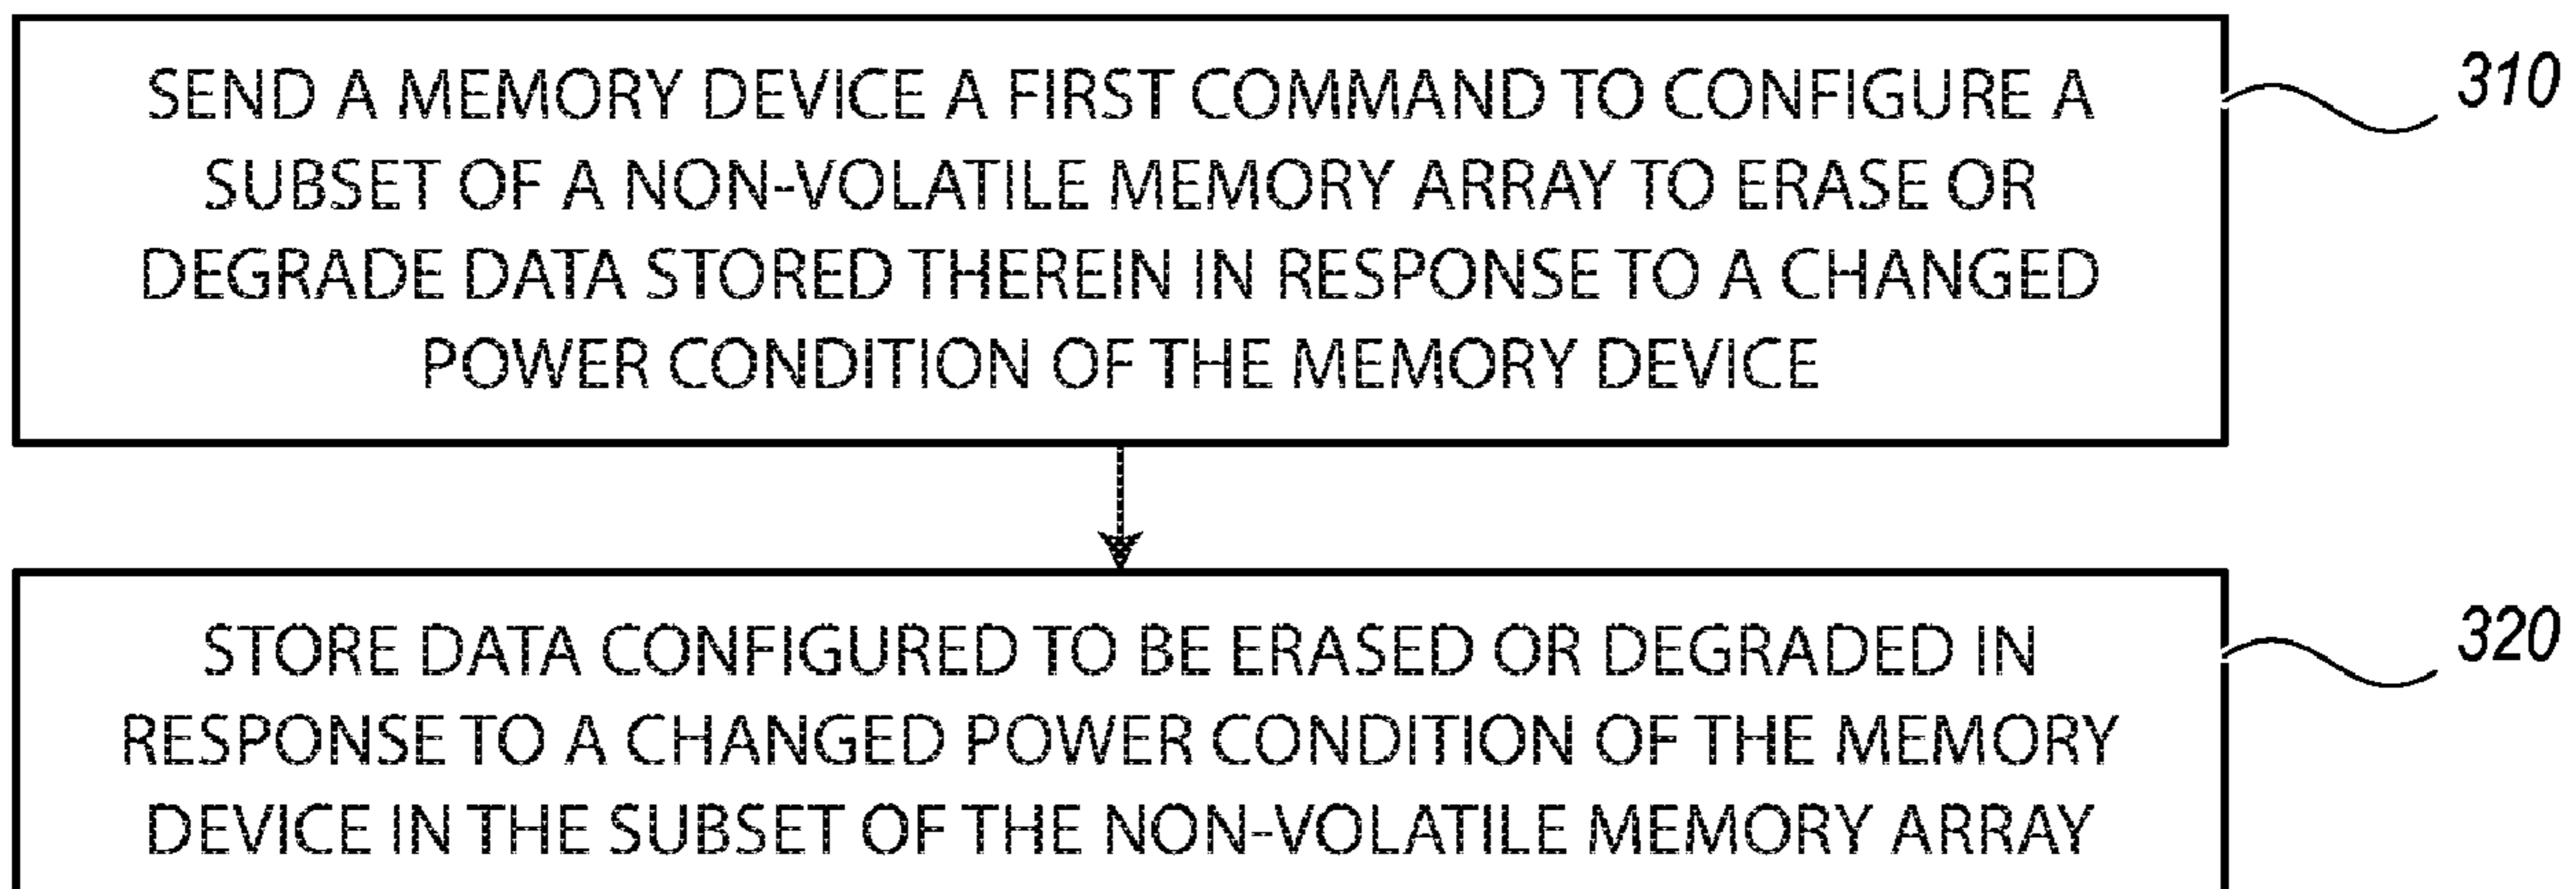 SEND A MEMORY DEVICE A FIRST COMMAND TO CONFIGURE A
SUBSET OF A NON-VOLATILE MEMORY ARRAY TO ERASE OR
DEGRADE DATA STORED THEREIN IN RESPONSE TO A CHANGED
POWER CONDITION OF THE MEMORY DEVICE
310
STORE DATA CONFIGURED TO BE ERASED OR DEGRADED IN
RESPONSE TO A CHANGED POWER CONDITION OF THE MEMORY
DEVICE IN THE SUBSET OF THE NON-VOLATILE MEMORY ARRAY
320